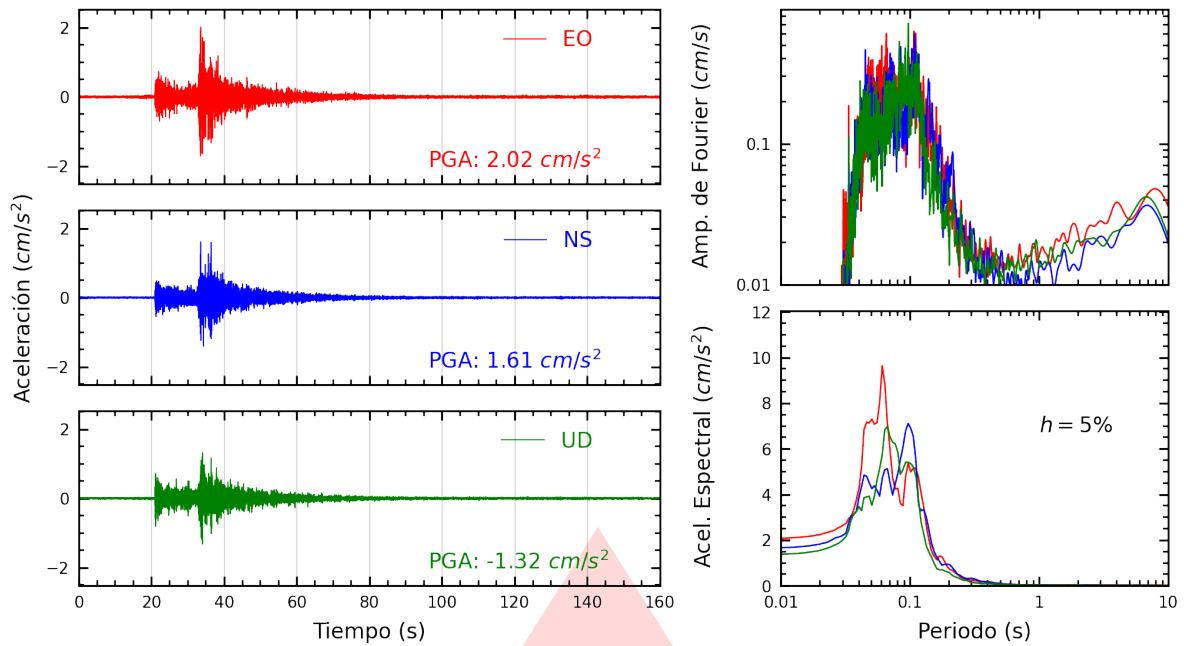 Aceleración (cm/s²)
2
0
−2
EO
PGA: 2.02 cm/s²
2
0
−2
NS
PGA: 1.61 cm/s²
2
0
−2
UD
PGA: -1.32 cm/s²
0 20 40 60 80 100 120 140 160
Tiempo (s)
Amp. de Fourier (cm/s)
0.1
0.01
Acel. Espectral (cm/s²)
12
10
8
6
4
2
0
h = 5%
0.01 0.1 1 10
Periodo (s)